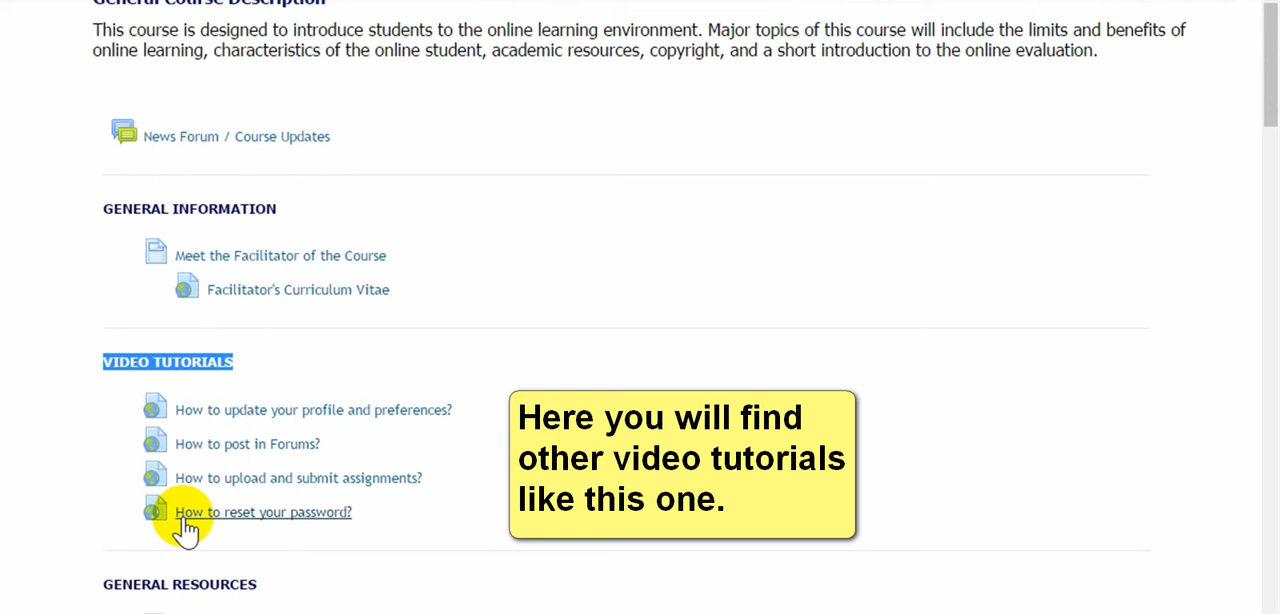 General Course Description
This course is designed to introduce students to the online learning environment. Major topics of this course will include the limits and benefits of
online learning, characteristics of the online student, academic resources, copyright, and a short introduction to the online evaluation.
News Forum / Course Updates
GENERAL INFORMATION
Meet the Facilitator of the Course
Facilitator's Curriculum Vitae
VIDEO TUTORIALS
How to update your profile and preferences?
How to post in Forums?
How to upload and submit assignments?
How to reset your password?
Here you will find
other video tutorials
like this one.
GENERAL RESOURCES